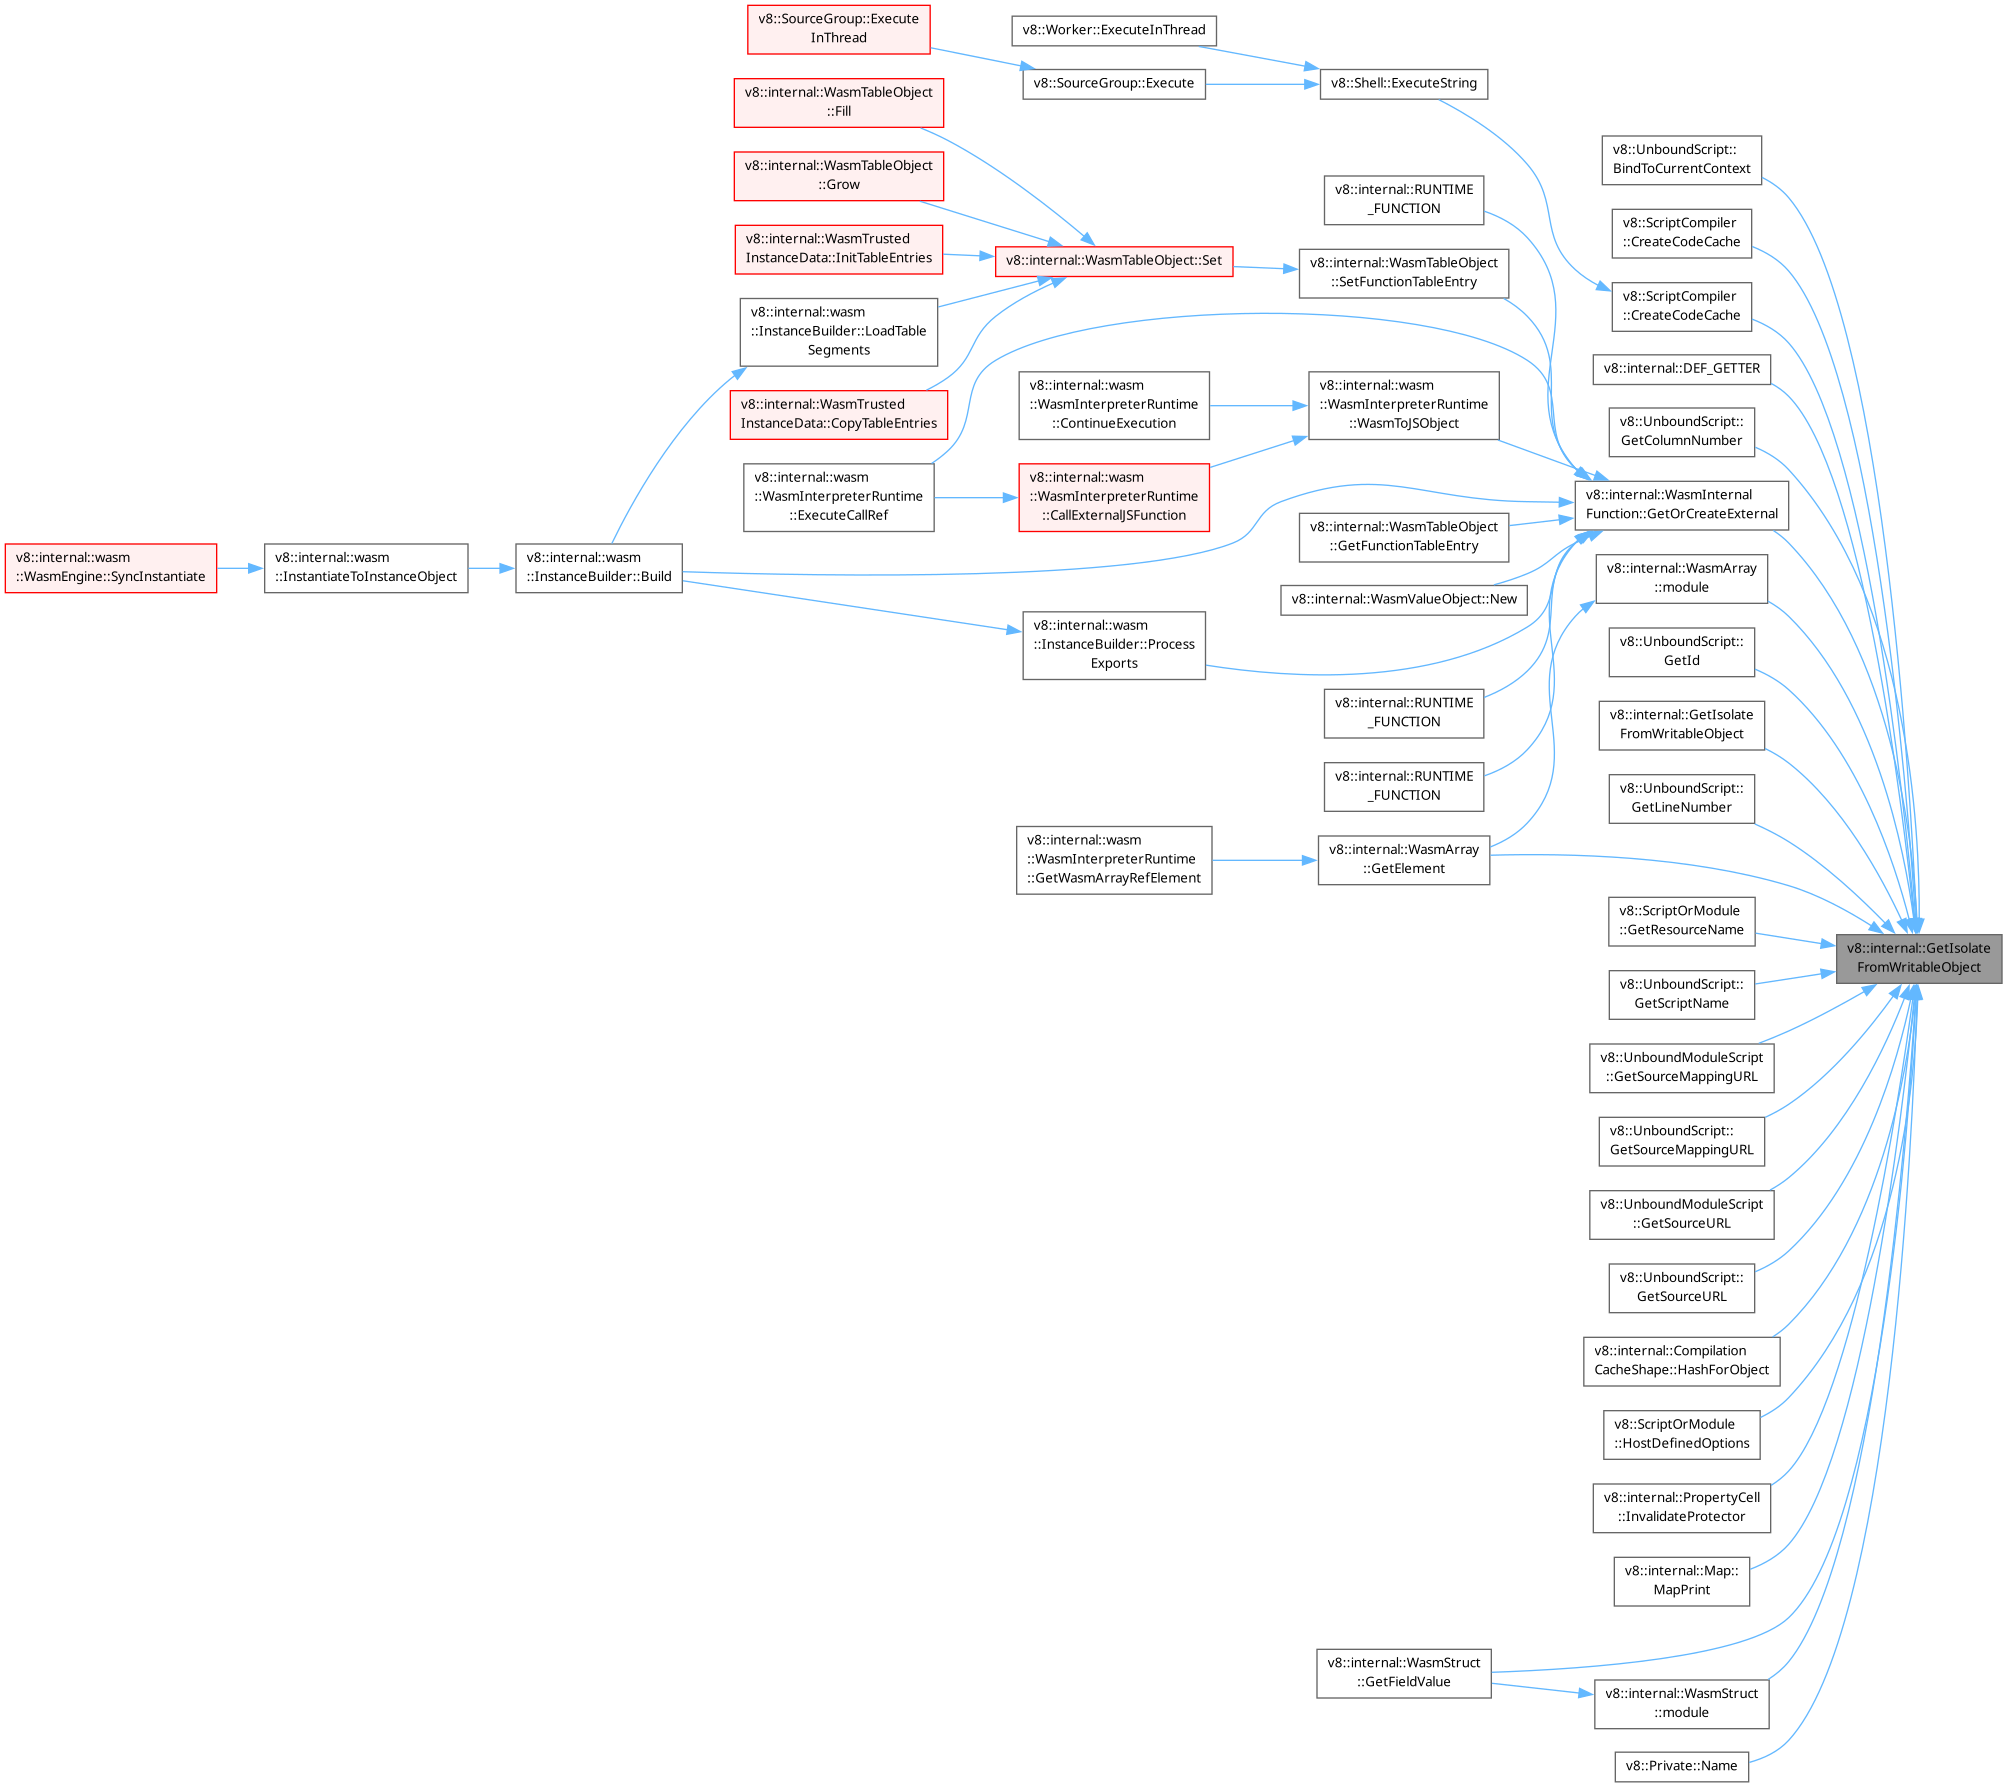 v8::SourceGroup::Execute
InThread
v8::internal::WasmTableObject
::Fill
v8::internal::WasmTableObject
::Grow
v8::internal::WasmTrusted
InstanceData::InitTableEntries
v8::internal::wasm
::InstanceBuilder::LoadTable
Segments
v8::internal::WasmTrusted
InstanceData::CopyTableEntries
v8::internal::wasm
::WasmInterpreterRuntime
::ExecuteCallRef
v8::internal::wasm
::WasmEngine::SyncInstantiate
v8::internal::wasm
::InstantiateToInstanceObject
v8::internal::wasm
::InstanceBuilder::Build
v8::Worker::ExecuteInThread
v8::SourceGroup::Execute
v8::internal::WasmTableObject::Set
v8::internal::wasm
::WasmInterpreterRuntime
::ContinueExecution
v8::internal::wasm
::WasmInterpreterRuntime
::CallExternalJSFunction
v8::internal::wasm
::InstanceBuilder::Process
Exports
v8::internal::wasm
::WasmInterpreterRuntime
::GetWasmArrayRefElement
v8::Shell::ExecuteString
v8::internal::RUNTIME
_FUNCTION
v8::internal::WasmTableObject
::SetFunctionTableEntry
v8::internal::wasm
::WasmInterpreterRuntime
::WasmToJSObject
v8::internal::WasmTableObject
::GetFunctionTableEntry
v8::internal::WasmValueObject::New
v8::internal::RUNTIME
_FUNCTION
v8::internal::RUNTIME
_FUNCTION
v8::internal::WasmArray
::GetElement
v8::internal::WasmStruct
::GetFieldValue
v8::UnboundScript::
BindToCurrentContext
v8::ScriptCompiler
::CreateCodeCache
v8::ScriptCompiler
::CreateCodeCache
v8::internal::DEF_GETTER
v8::UnboundScript::
GetColumnNumber
v8::internal::WasmInternal
Function::GetOrCreateExternal
v8::internal::WasmArray
::module
v8::UnboundScript::
GetId
v8::internal::GetIsolate
FromWritableObject
v8::UnboundScript::
GetLineNumber
v8::ScriptOrModule
::GetResourceName
v8::UnboundScript::
GetScriptName
v8::UnboundModuleScript
::GetSourceMappingURL
v8::UnboundScript::
GetSourceMappingURL
v8::UnboundModuleScript
::GetSourceURL
v8::UnboundScript::
GetSourceURL
v8::internal::Compilation
CacheShape::HashForObject
v8::ScriptOrModule
::HostDefinedOptions
v8::internal::PropertyCell
::InvalidateProtector
v8::internal::Map::
MapPrint
v8::internal::WasmStruct
::module
v8::Private::Name
v8::internal::GetIsolate
FromWritableObject